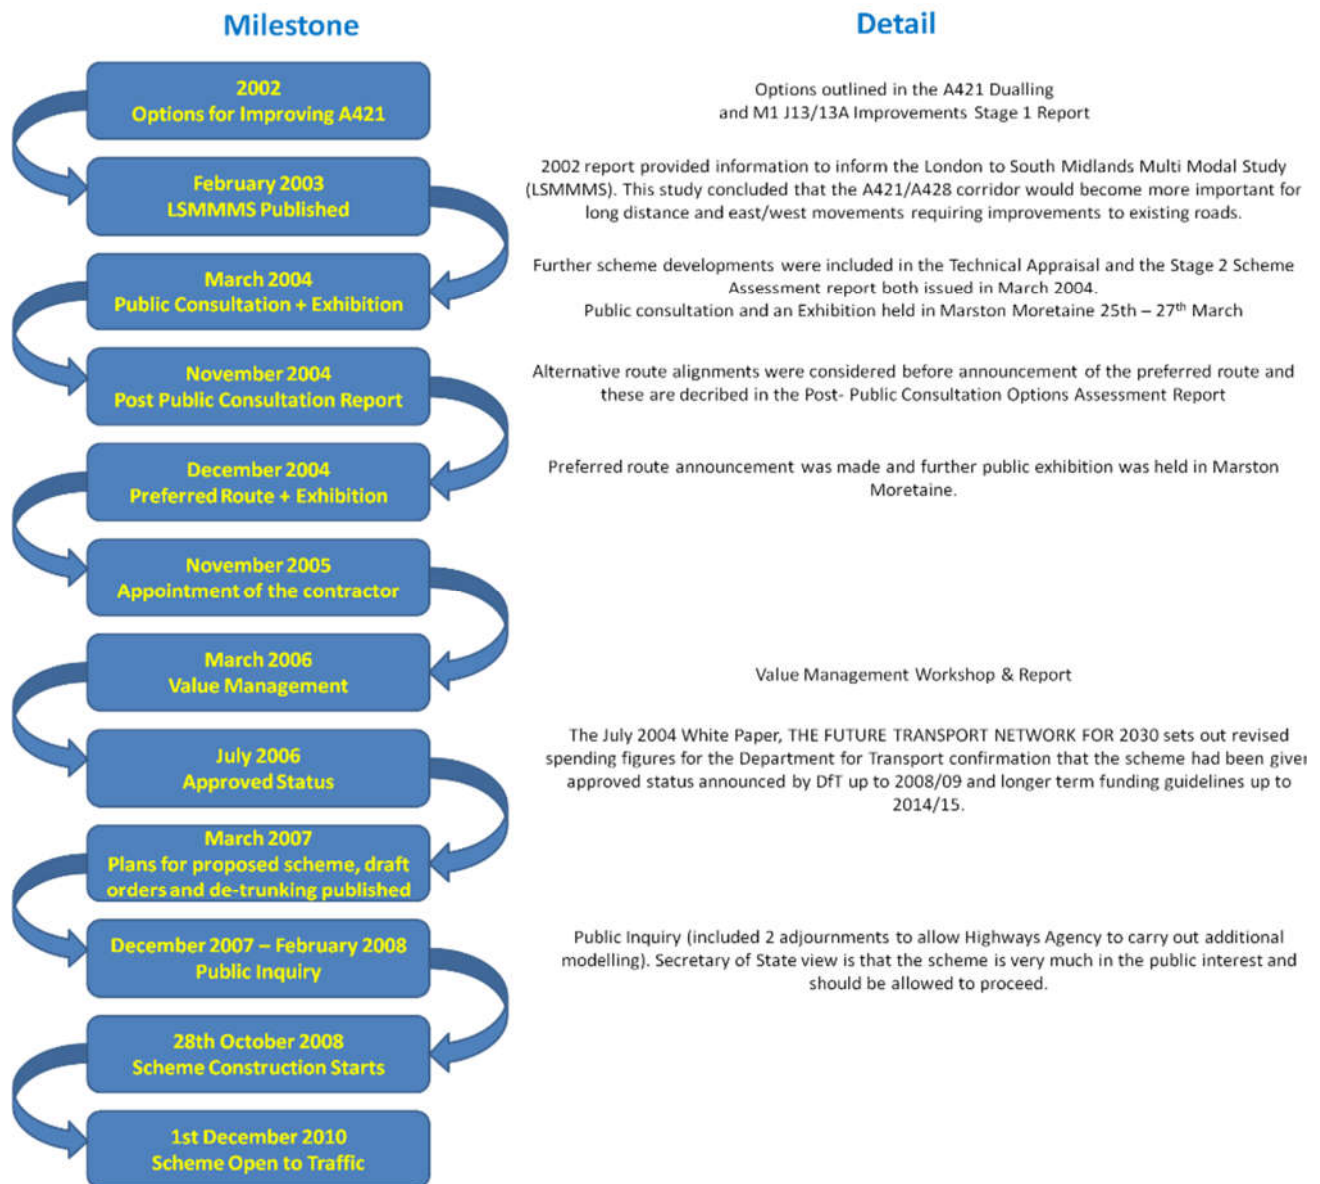 Milestone
Detail
2002
Options for Improving A421
Options outlined in the A421 Dualling
and M1 J13/13A Improvements Stage 1 Report
February 2003
LSMMMS Published
2002 report provided information to inform the London to South Midlands Multi Modal Study
(LSMMMS). This study concluded that the A421/A428 corridor would become more important for
long distance and east/west movements requiring improvements to existing roads.
March 2004
Public Consultation + Exhibition
Further scheme developments were included in the Technical Appraisal and the Stage 2 Scheme
Assessment report both issued in March 2004.
Public consultation and an Exhibition held in Marston Moretaine 25th – 27th March
November 2004
Post Public Consultation Report
Alternative route alignments were considered before announcement of the preferred route and
these are decribed in the Post- Public Consultation Options Assessment Report
December 2004
Preferred Route + Exhibition
Preferred route announcement was made and further public exhibition was held in Marston
Moretaine.
November 2005
Appointment of the contractor
March 2006
Value Management
Value Management Workshop & Report
July 2006
Approved Status
The July 2004 White Paper, THE FUTURE TRANSPORT NETWORK FOR 2030 sets out revised
spending figures for the Department for Transport confirmation that the scheme had been given
approved status announced by DfT up to 2008/09 and longer term funding guidelines up to
2014/15.
March 2007
Plans for proposed scheme, draft
orders and de-trunking published
December 2007 – February 2008
Public Inquiry
Public Inquiry (included 2 adjournments to allow Highways Agency to carry out additional
modelling). Secretary of State view is that the scheme is very much in the public interest and
should be allowed to proceed.
28th October 2008
Scheme Construction Starts
1st December 2010
Scheme Open to Traffic